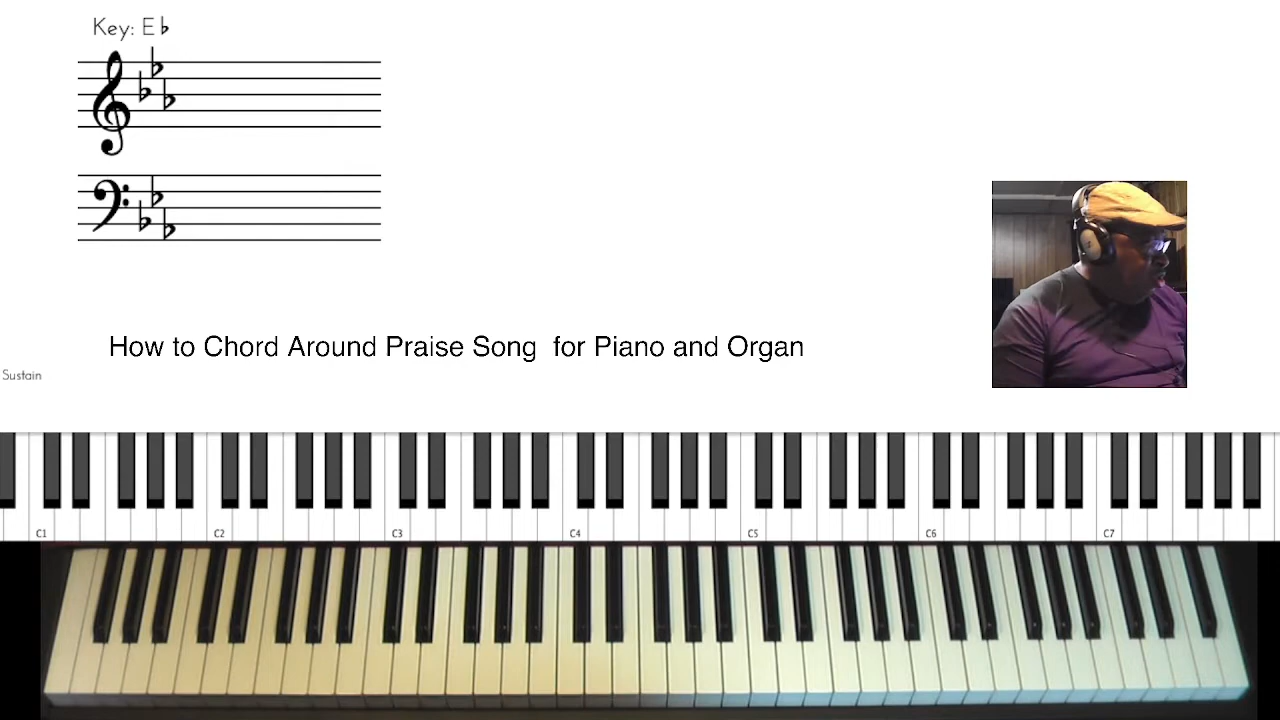 Key: E♭
How to Chord Around Praise Song  for Piano and Organ
Sustain
C1 C2 C3 C4 C5 C6 C7